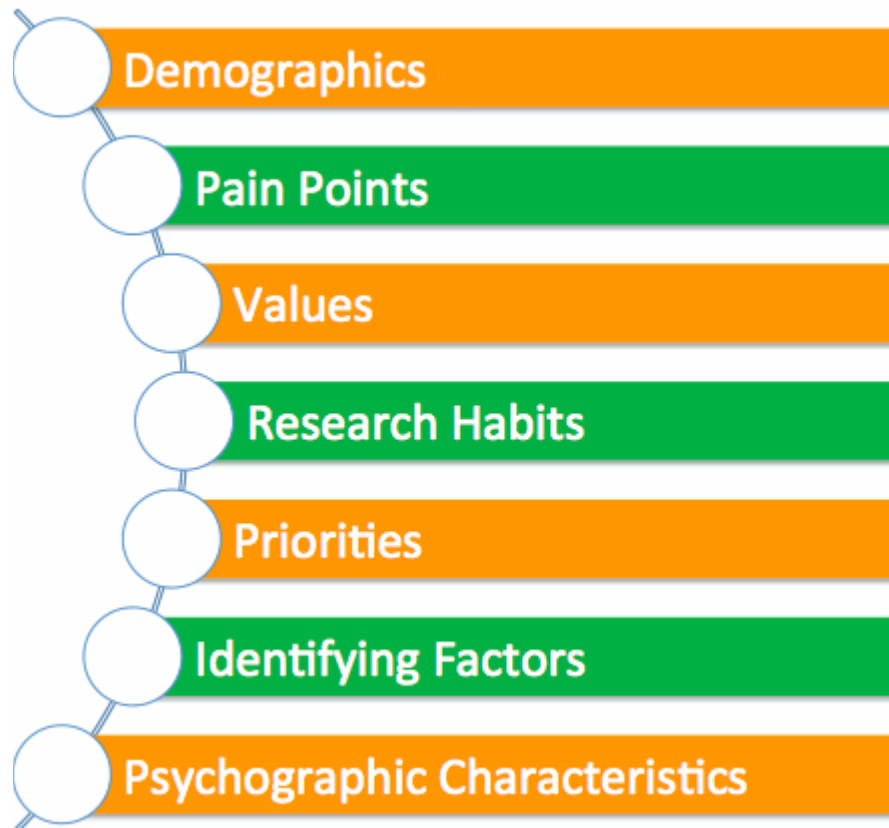 Demographics
Pain Points
Values
Research Habits
Priorities
Identifying Factors
Psychographic Characteristics